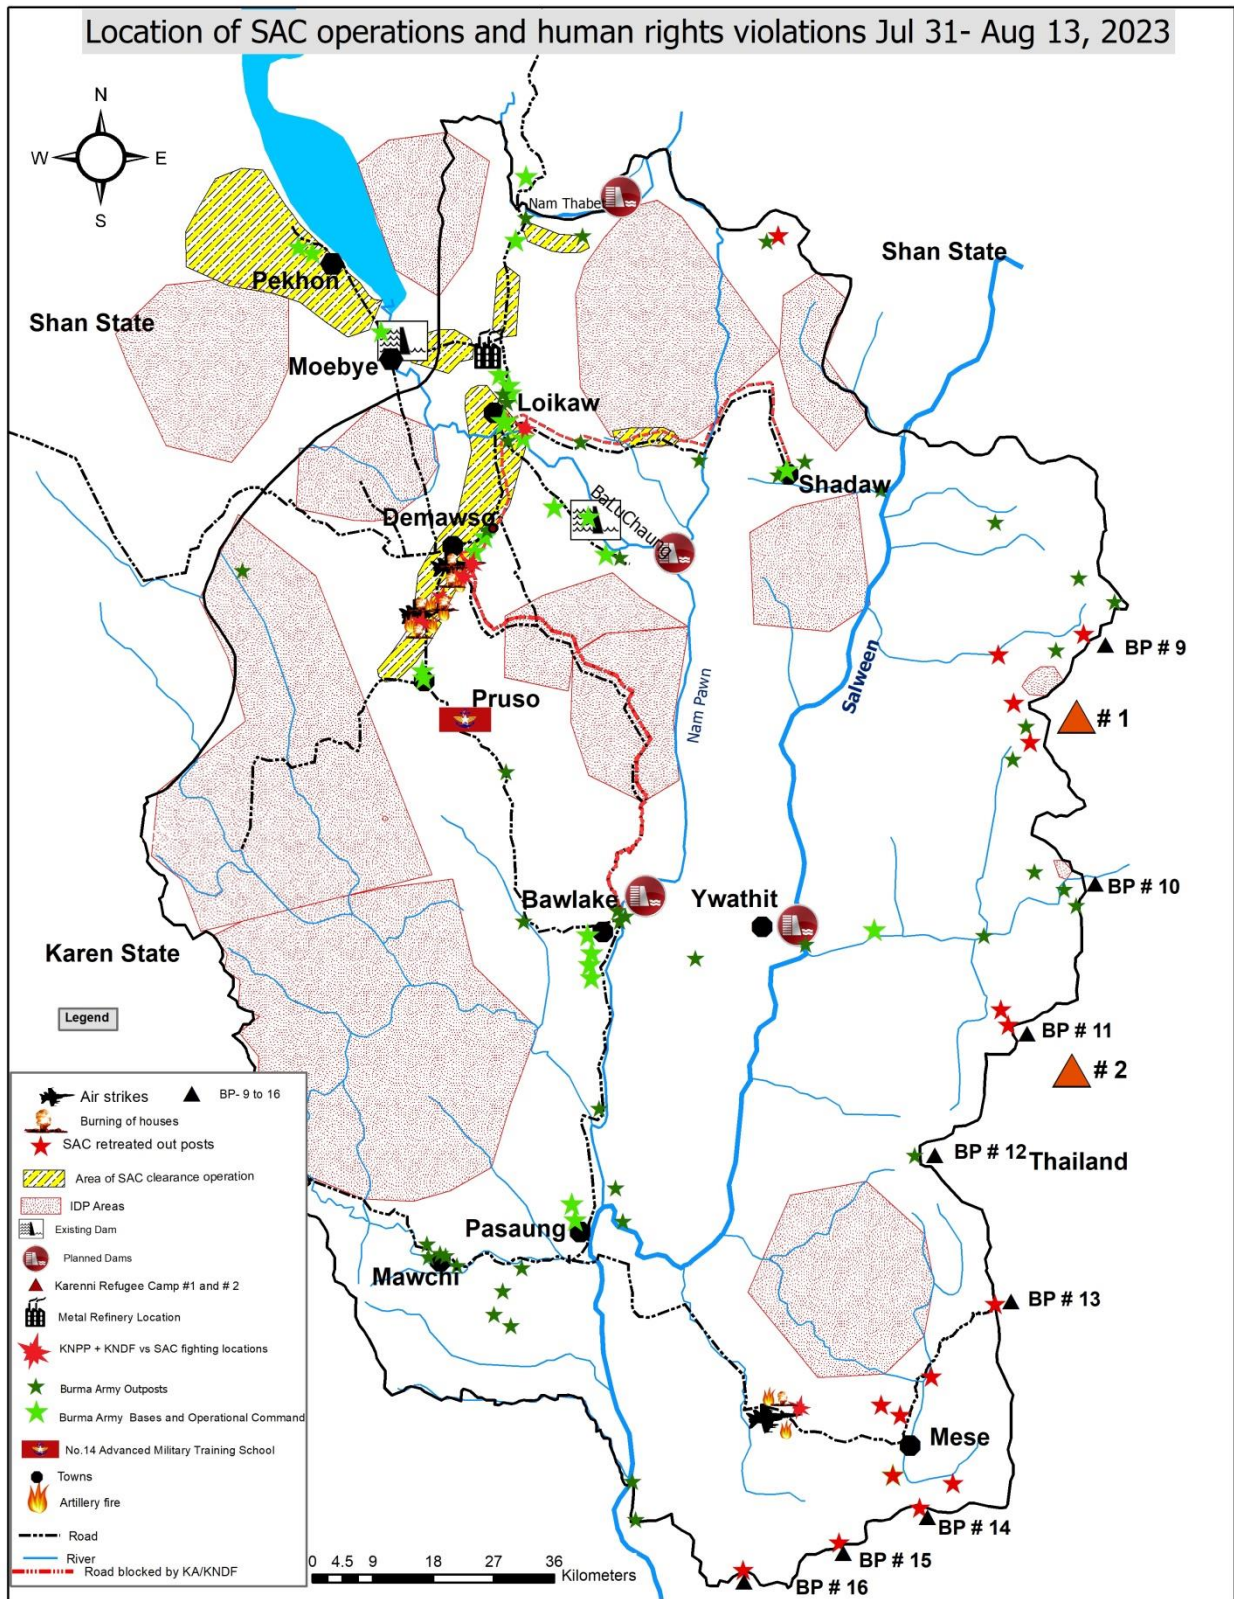 Location of SAC operations and human rights violations Jul 31- Aug 13, 2023
N
W
E
S
Nam Thabe
Shan State
Pekhon
Shan State
Moebye
Loikaw
Shadaw
BaLuChaung
Demawso
Salween
BP # 9
Pruso
# 1
Nam Pawn
Bawlake
Ywathit
BP # 10
Karen State
BP # 11
# 2
BP # 12
Thailand
Pasaung
Mawchi
BP # 13
Mese
BP # 14
BP # 15
BP # 16
Legend
Air strikes
BP- 9 to 16
Burning of houses
SAC retreated out posts
Area of SAC clearance operation
IDP Areas
Existing Dam
Planned Dams
Karenni Refugee Camp #1 and # 2
Metal Refinery Location
KNPP + KNDF vs SAC fighting locations
Burma Army Outposts
Burma Army Bases and Operational Command
No.14 Advanced Military Training School
Towns
Artillery fire
Road
River
Road blocked by KA/KNDF
0 4.5 9 18 27 36
Kilometers